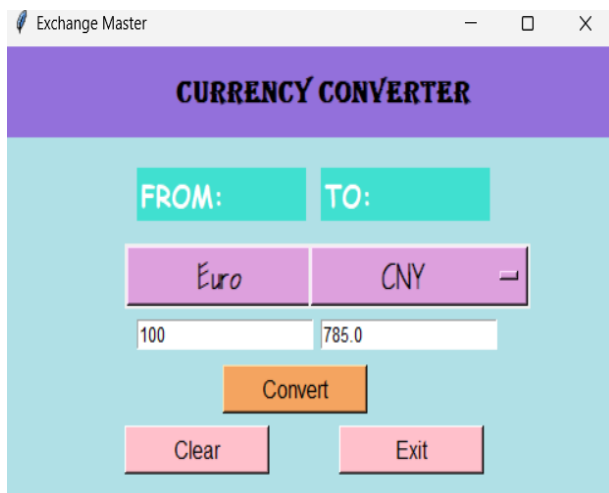 Exchange Master
CURRENCY CONVERTER
FROM: TO:
Euro CNY
100 785.0
Convert
Clear Exit